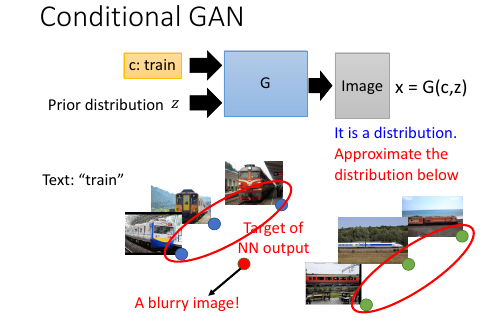 Conditional GAN
c: train
G
Image
x = G(c,z)
Prior distribution z
It is a distribution.
Approximate the
distribution below
Text: “train”
Target of
NN output
A blurry image!